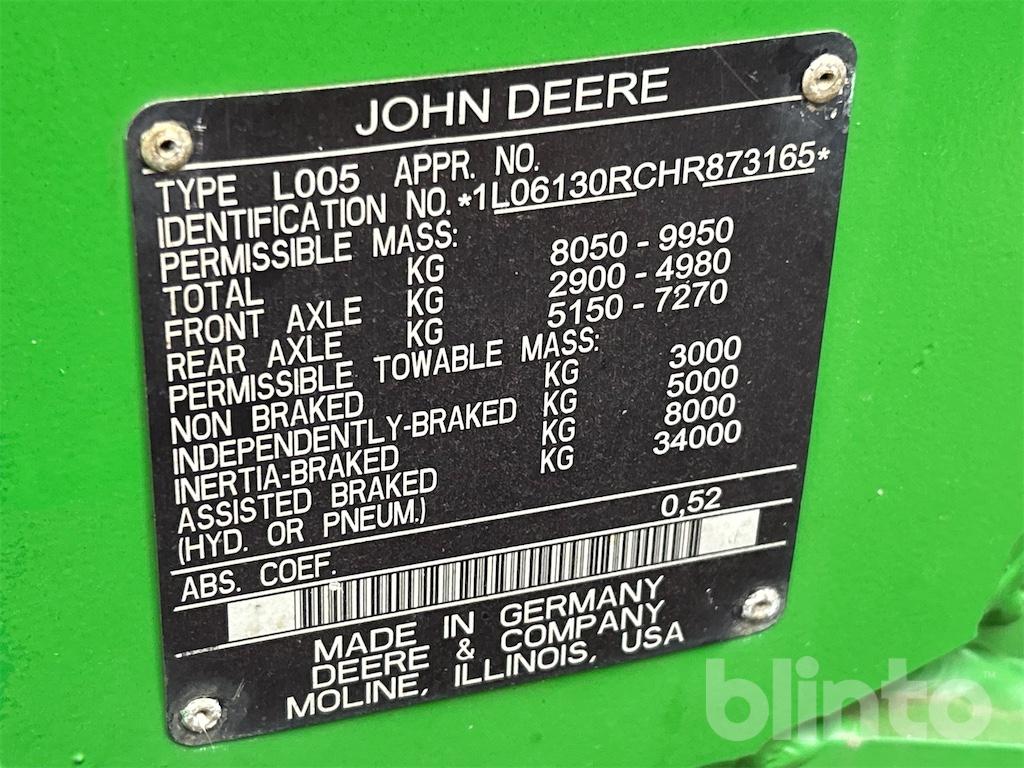 JOHN DEERE
TYPE L005 APPR. NO.
IDENTIFICATION NO. *1L06130RCHR873165*
PERMISSIBLE MASS:
TOTAL KG 8050 - 9950
FRONT AXLE KG 2900 - 4980
REAR AXLE KG 5150 - 7270
PERMISSIBLE TOWABLE MASS:
NON BRAKED KG 3000
INDEPENDENTLY-BRAKED KG 5000
INERTIA-BRAKED KG 8000
ASSISTED BRAKED KG 34000
(HYD. OR PNEUM.)
ABS. COEF. 0,52
MADE IN GERMANY
DEERE & COMPANY
MOLINE, ILLINOIS, USA
blinto™